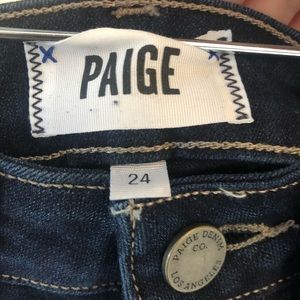 PAIGE
24
PAIGE DENIM
CO.
LOS ANGELES